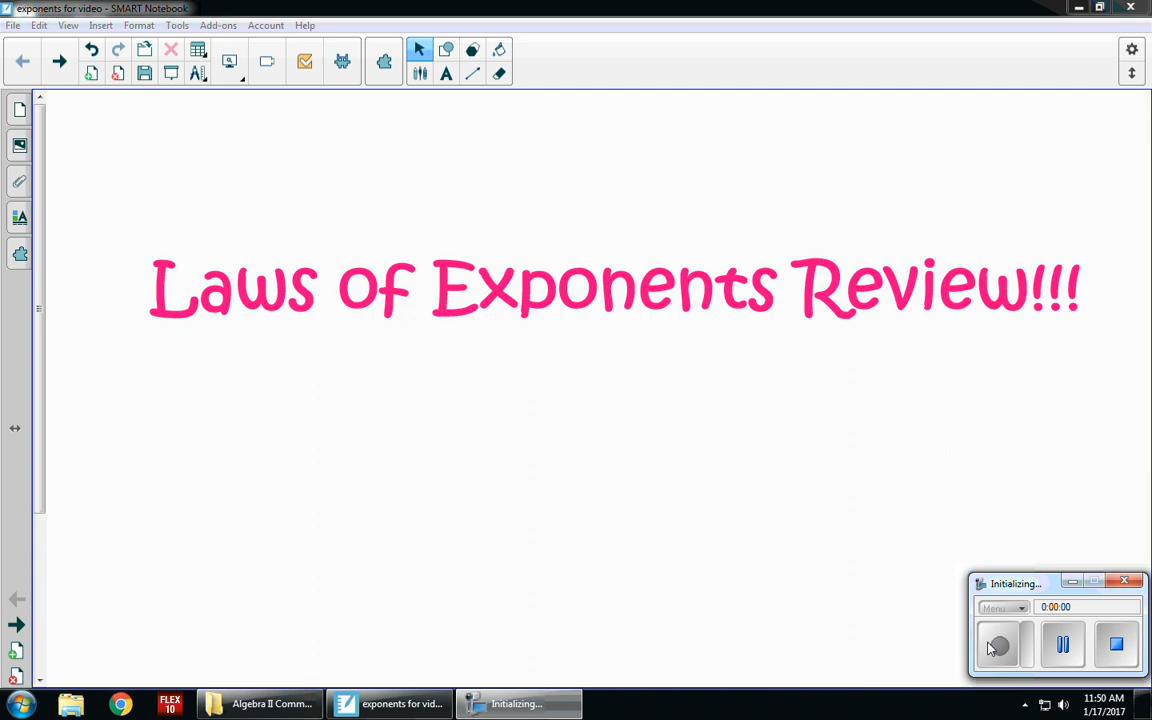 exponents for video - SMART Notebook
File Edit View Insert Format Tools Add-ons Account Help
Laws of Exponents Review!!!
Initializing...
Menu 0:00:00
FLEX 10
Algebra II Comm...
exponents for vid...
Initializing...
11:50 AM
1/17/2017